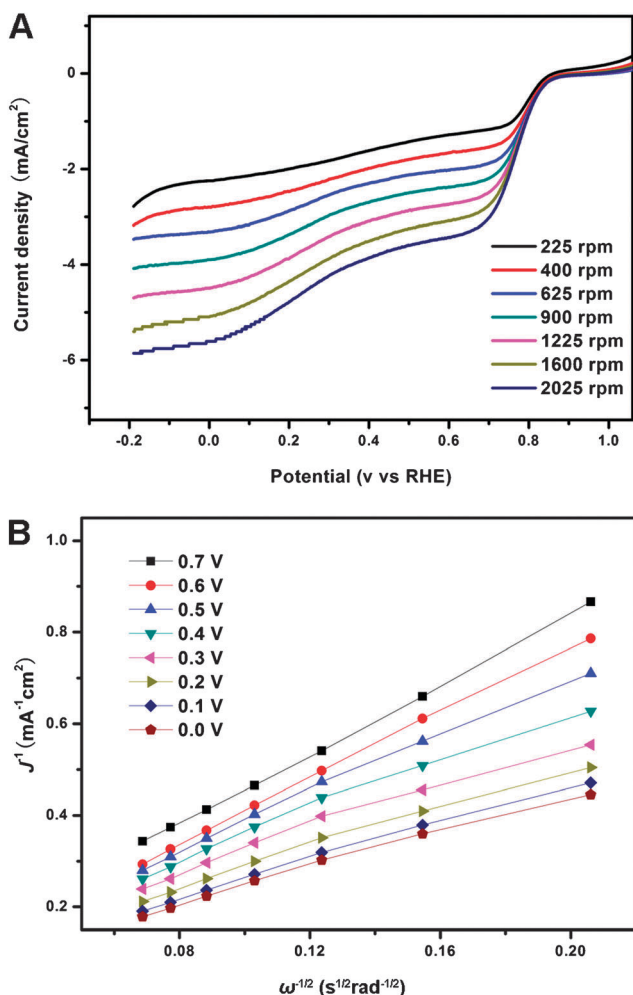 A
0
-2
-4
-6
Current density (mA/cm²)
225 rpm
400 rpm
625 rpm
900 rpm
1225 rpm
1600 rpm
2025 rpm
-0.2 0.0 0.2 0.4 0.6 0.8 1.0
Potential (v vs RHE)
B
1.0
0.8
0.6
0.4
0.2
J⁻¹ (mA⁻¹cm²)
0.7 V
0.6 V
0.5 V
0.4 V
0.3 V
0.2 V
0.1 V
0.0 V
0.08 0.12 0.16 0.20
ω⁻¹/² (s¹/²rad⁻¹/²)